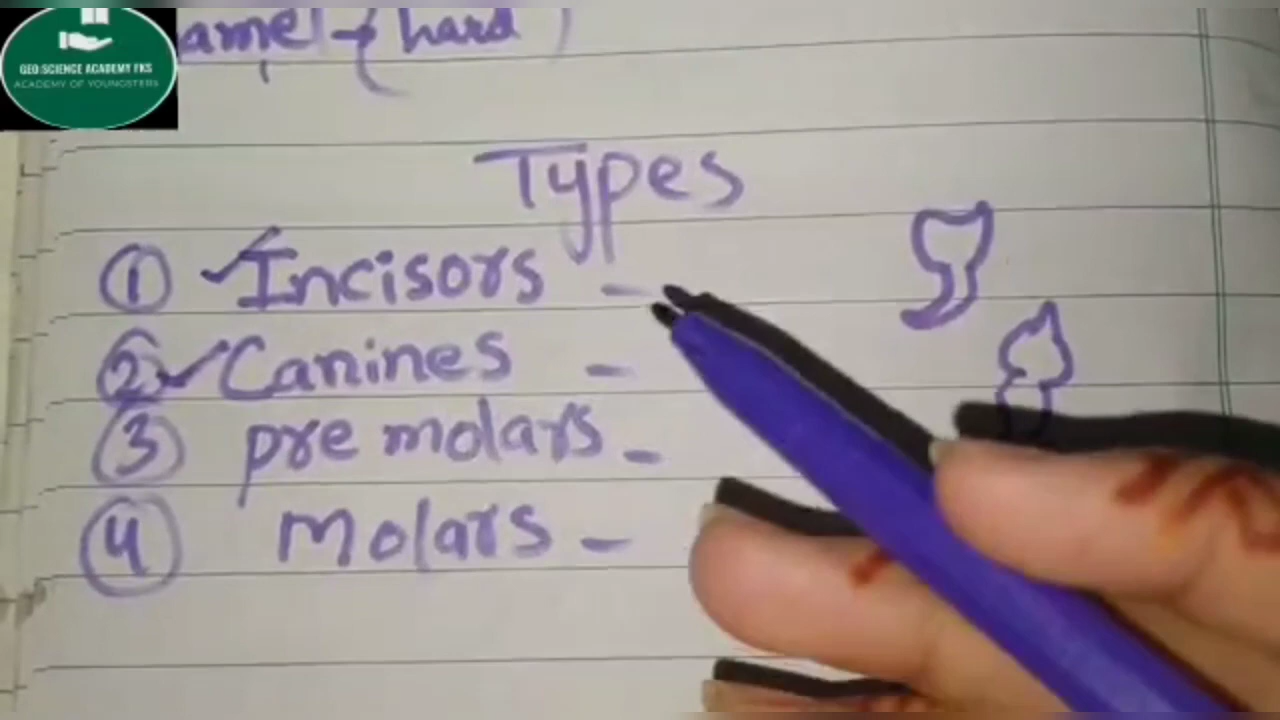 GEO:SCIENCE ACADEMY FKS
ACADEMY OF YOUNGSTERS
(hard)
Types
① Incisors -
② Canines -
③ pre molars -
④ Molars -